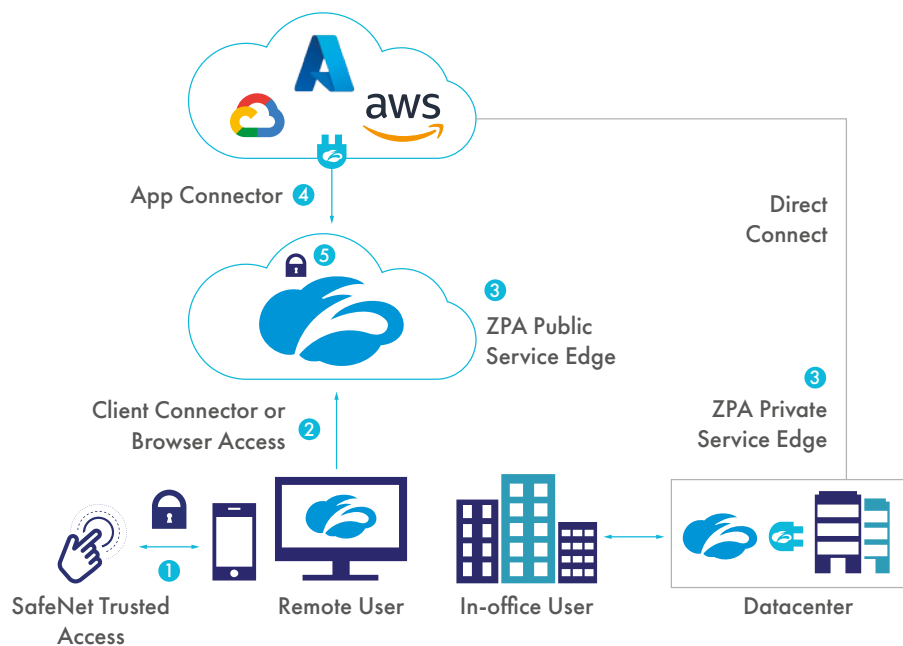 aws
App Connector 4
Direct
Connect
5
3
ZPA Public
Service Edge
3
ZPA Private
Service Edge
Client Connector or
Browser Access 2
1
SafeNet Trusted
Access
Remote User
In-office User
Datacenter